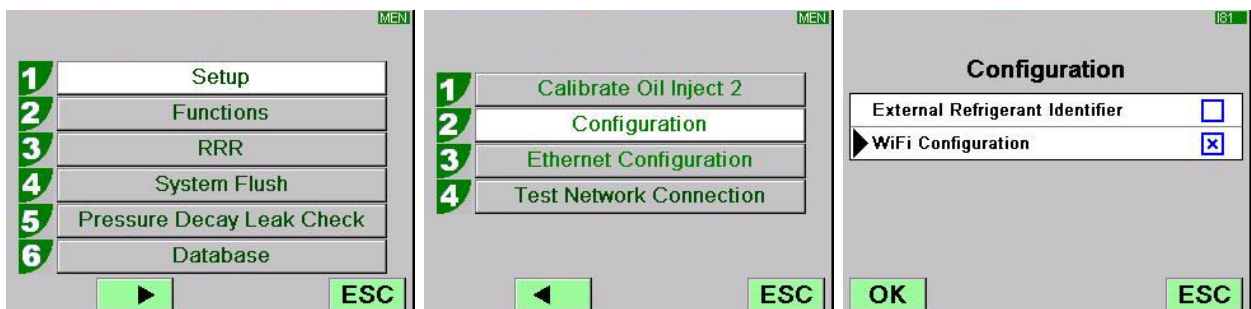 MEN
1 Setup
2 Functions
3 RRR
4 System Flush
5 Pressure Decay Leak Check
6 Database
ESC
MEN
1 Calibrate Oil Inject 2
2 Configuration
3 Ethernet Configuration
4 Test Network Connection
ESC
I81
Configuration
External Refrigerant Identifier
WiFi Configuration
OK ESC